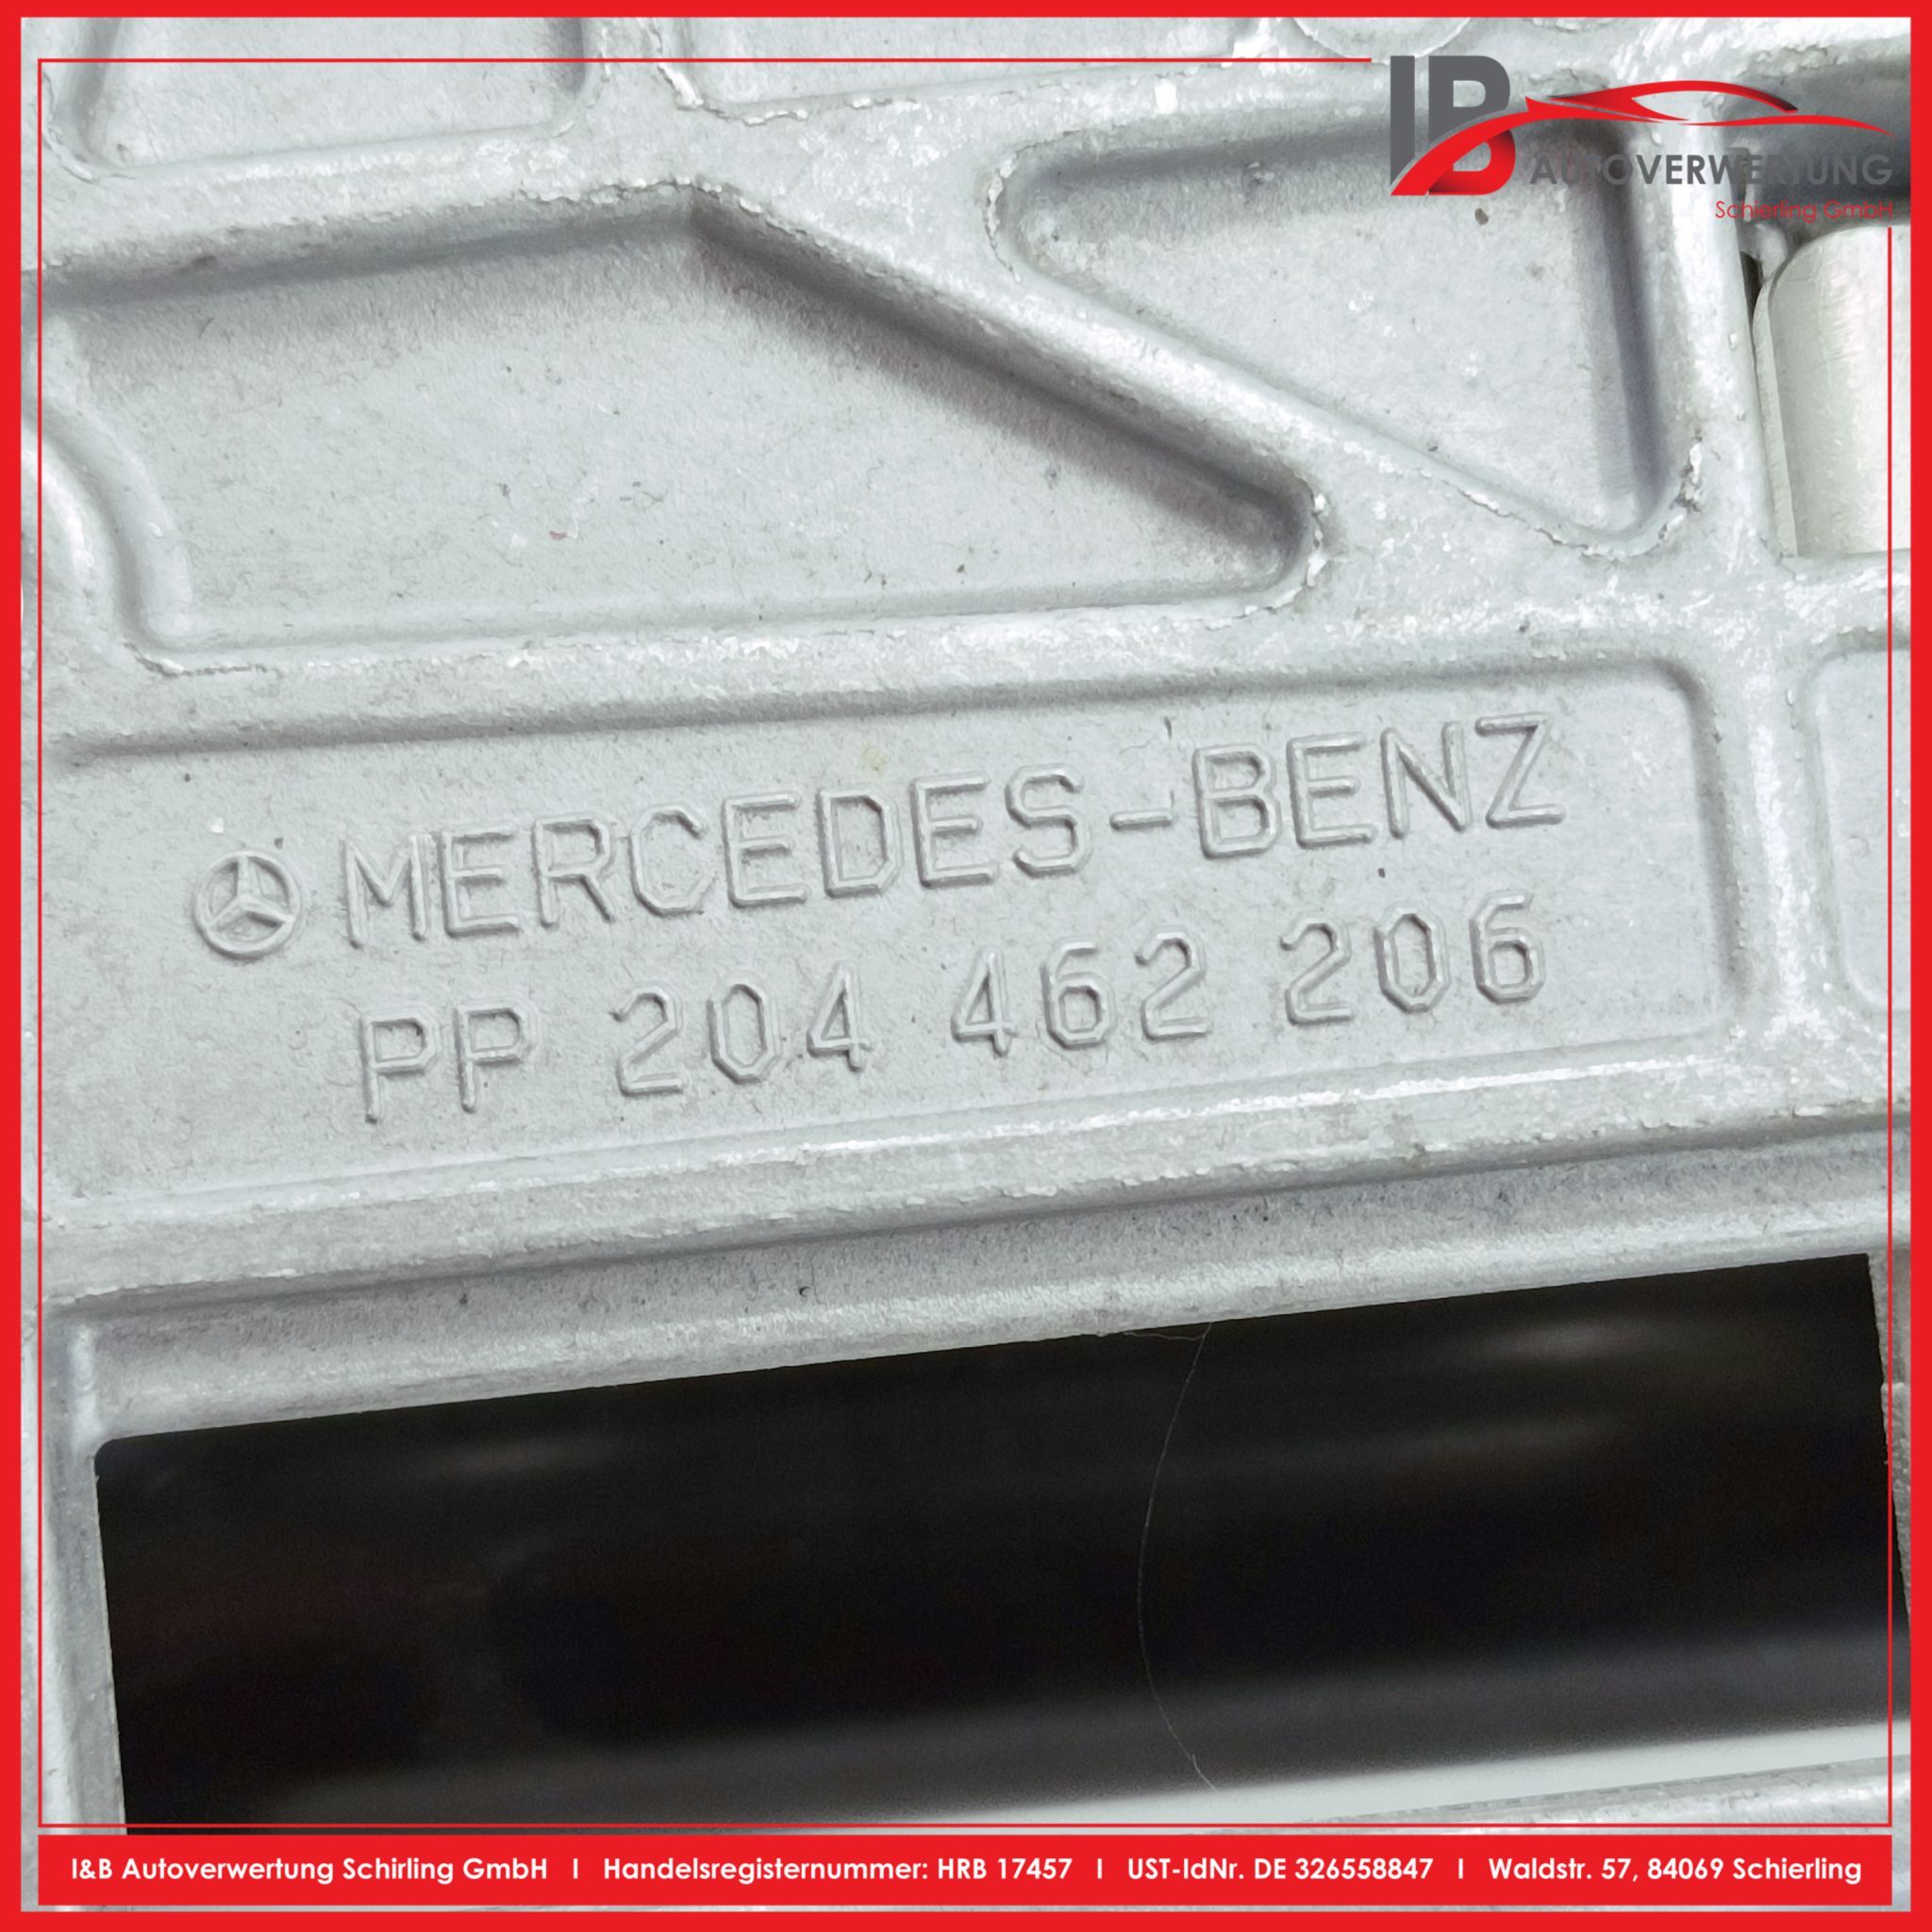 IB
AUTOVERWERTUNG
Schierling GmbH
MERCEDES-BENZ
PP 204 462 206
I&B Autoverwertung Schirling GmbH I Handelsregisternummer: HRB 17457 I UST-IdNr. DE 326558847 I Waldstr. 57, 84069 Schierling